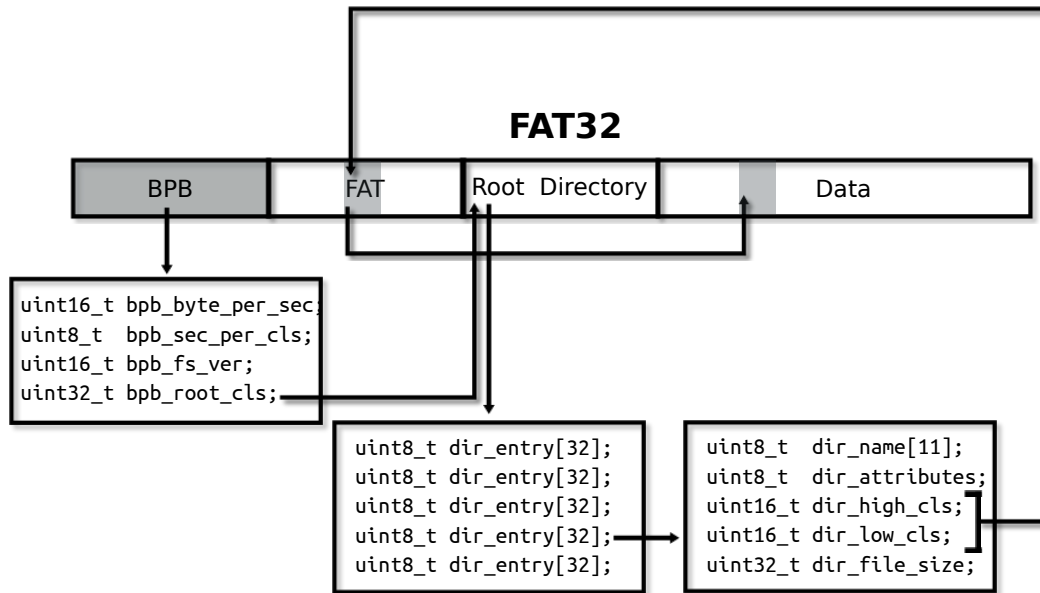 FAT32
BPB
FAT
Root Directory
Data
uint16_t bpb_byte_per_sec;
uint8_t bpb_sec_per_cls;
uint16_t bpb_fs_ver;
uint32_t bpb_root_cls;
uint8_t dir_entry[32];
uint8_t dir_entry[32];
uint8_t dir_entry[32];
uint8_t dir_entry[32];
uint8_t dir_entry[32];
uint8_t dir_name[11];
uint8_t dir_attributes;
uint16_t dir_high_cls;
uint16_t dir_low_cls;
uint32_t dir_file_size;